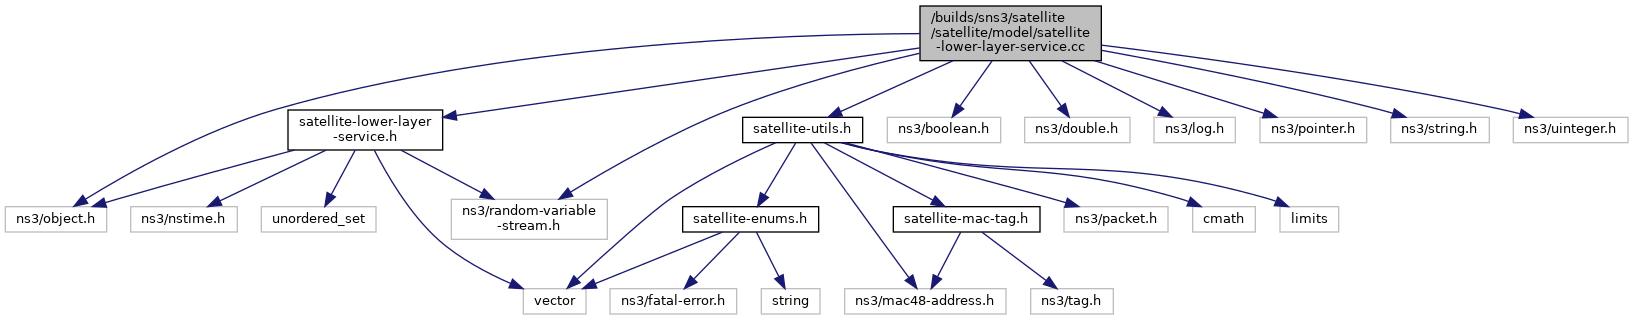 /builds/sns3/satellite
/satellite/model/satellite
-lower-layer-service.cc
satellite-lower-layer
-service.h
satellite-utils.h
ns3/boolean.h
ns3/double.h
ns3/log.h
ns3/pointer.h
ns3/string.h
ns3/uinteger.h
ns3/object.h
ns3/nstime.h
unordered_set
ns3/random-variable
-stream.h
satellite-enums.h
satellite-mac-tag.h
ns3/packet.h
cmath
limits
vector
ns3/fatal-error.h
string
ns3/mac48-address.h
ns3/tag.h